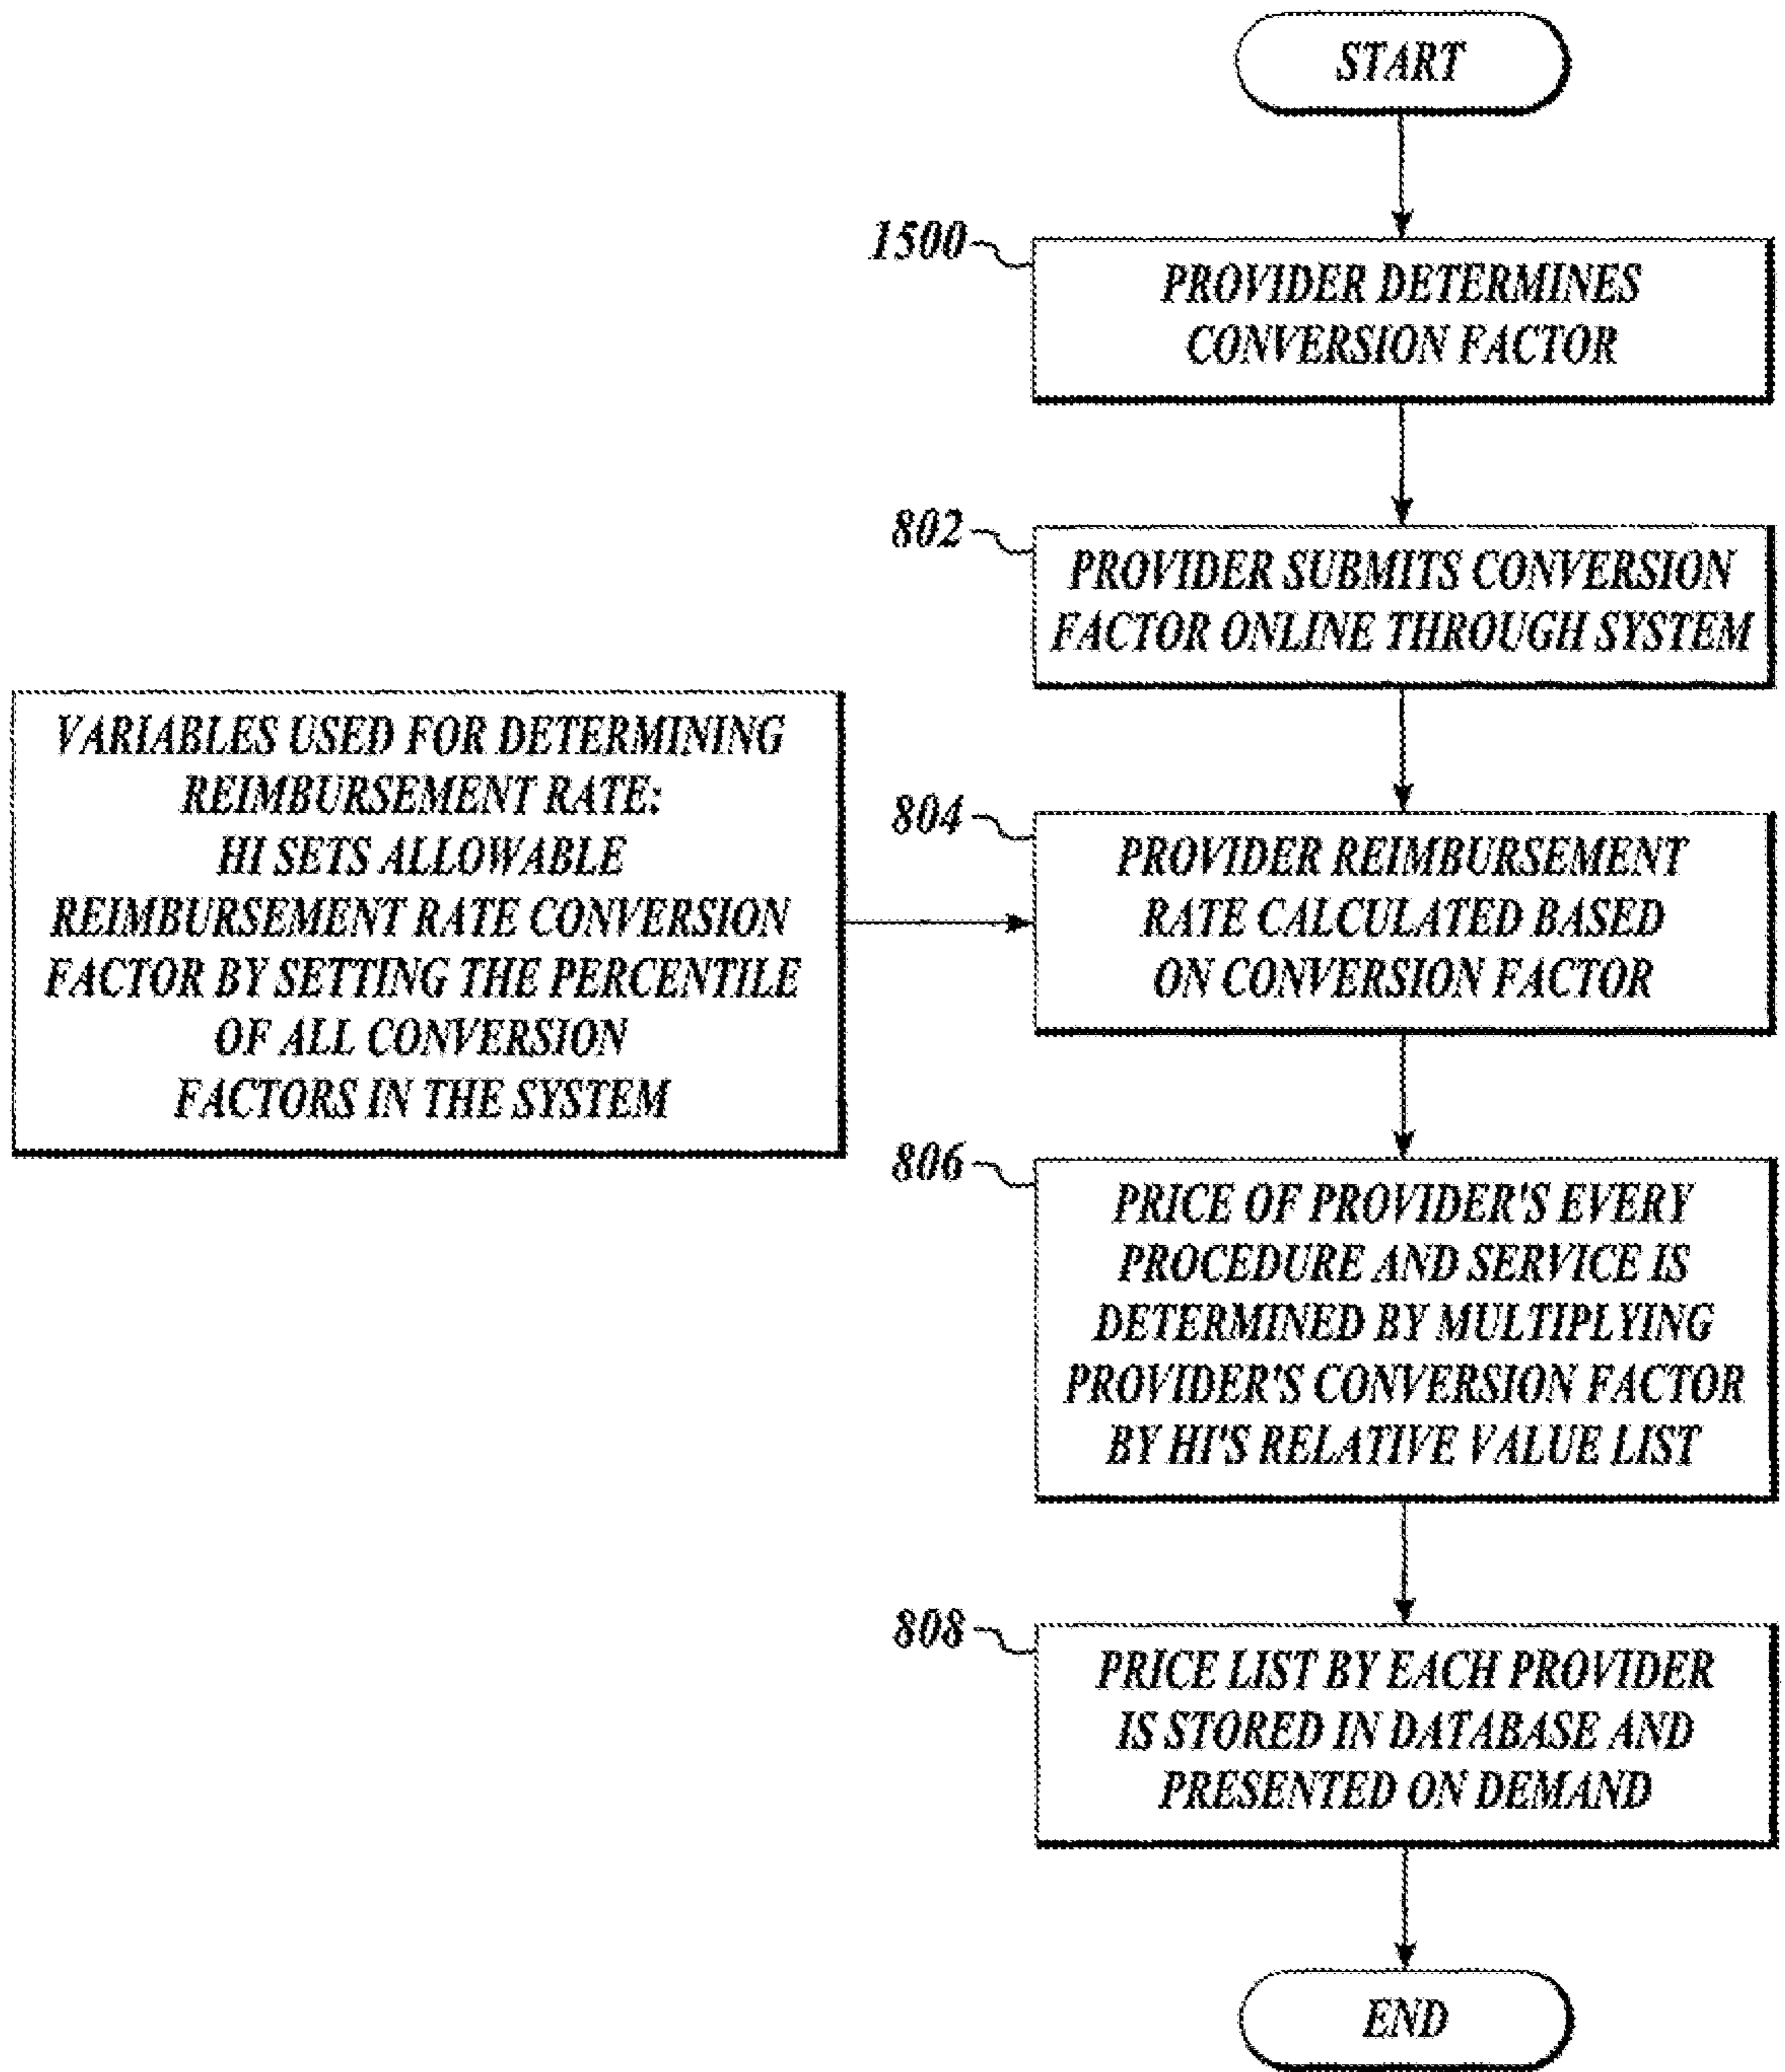 START
1500
PROVIDER DETERMINES
CONVERSION FACTOR
802
PROVIDER SUBMITS CONVERSION
FACTOR ONLINE THROUGH SYSTEM
VARIABLES USED FOR DETERMINING
REIMBURSEMENT RATE:
HI SETS ALLOWABLE
REIMBURSEMENT RATE CONVERSION
FACTOR BY SETTING THE PERCENTILE
OF ALL CONVERSION
FACTORS IN THE SYSTEM
804
PROVIDER REIMBURSEMENT
RATE CALCULATED BASED
ON CONVERSION FACTOR
806
PRICE OF PROVIDER'S EVERY
PROCEDURE AND SERVICE IS
DETERMINED BY MULTIPLYING
PROVIDER'S CONVERSION FACTOR
BY HI'S RELATIVE VALUE LIST
808
PRICE LIST BY EACH PROVIDER
IS STORED IN DATABASE AND
PRESENTED ON DEMAND
END